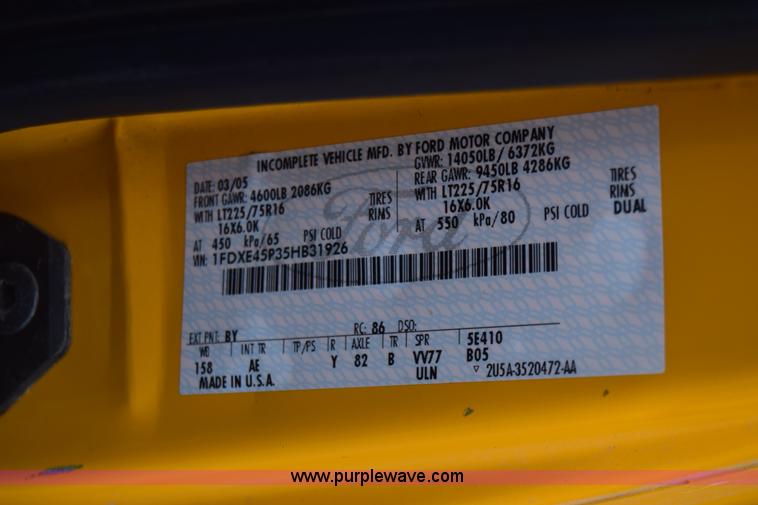 INCOMPLETE VEHICLE MFD. BY FORD MOTOR COMPANY
DATE: 03/05 GVWR: 14050LB/ 6372KG
FRONT GAWR: 4600LB 2086KG REAR GAWR: 9450LB 4286KG
WITH LT225/75R16 TIRES WITH LT225/75R16 TIRES
16X6.0K RINS 16X6.0K RINS
AT 450 kPa/65 PSI COLD AT 550 kPa/80 PSI COLD DUAL
VIN: 1FDXE45P35HB31926
Ford
EXT PNT: BY RC: 86 DSO:
WB INT TR TP/PS R AXLE TR SPR 5E410
158 AE Y 82 B VV77 B05
MADE IN U.S.A. ULN ▽ 2U5A-3520472-AA
www.purplewave.com